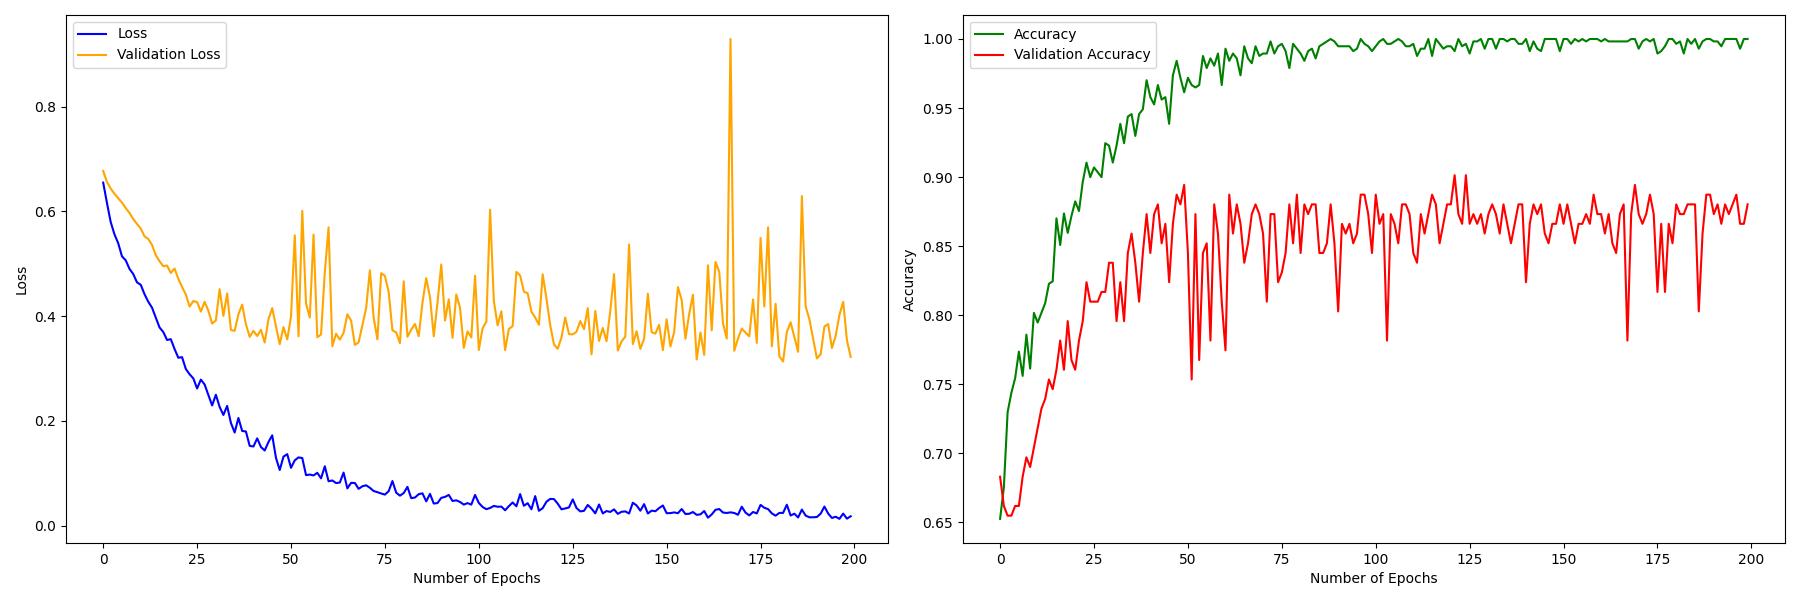 Loss
Validation Loss
Loss
0.8
0.6
0.4
0.2
0.0
0 25 50 75 100 125 150 175 200
Number of Epochs
Accuracy
Validation Accuracy
Accuracy
1.00
0.95
0.90
0.85
0.80
0.75
0.70
0.65
0 25 50 75 100 125 150 175 200
Number of Epochs